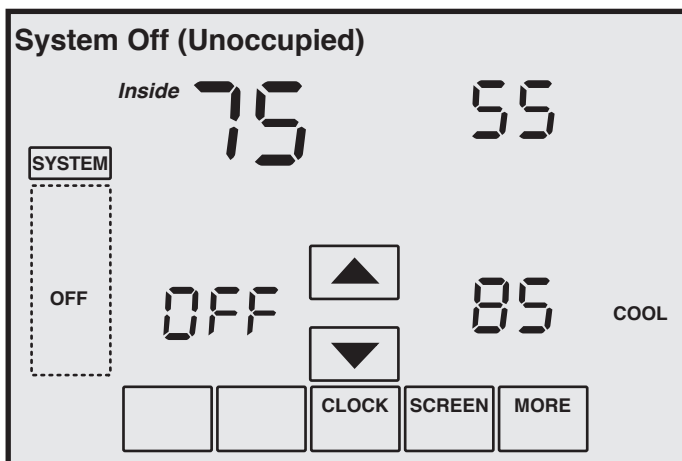 System Off (Unoccupied)
Inside 75 55
SYSTEM
OFF OFF 85 COOL
CLOCK SCREEN MORE